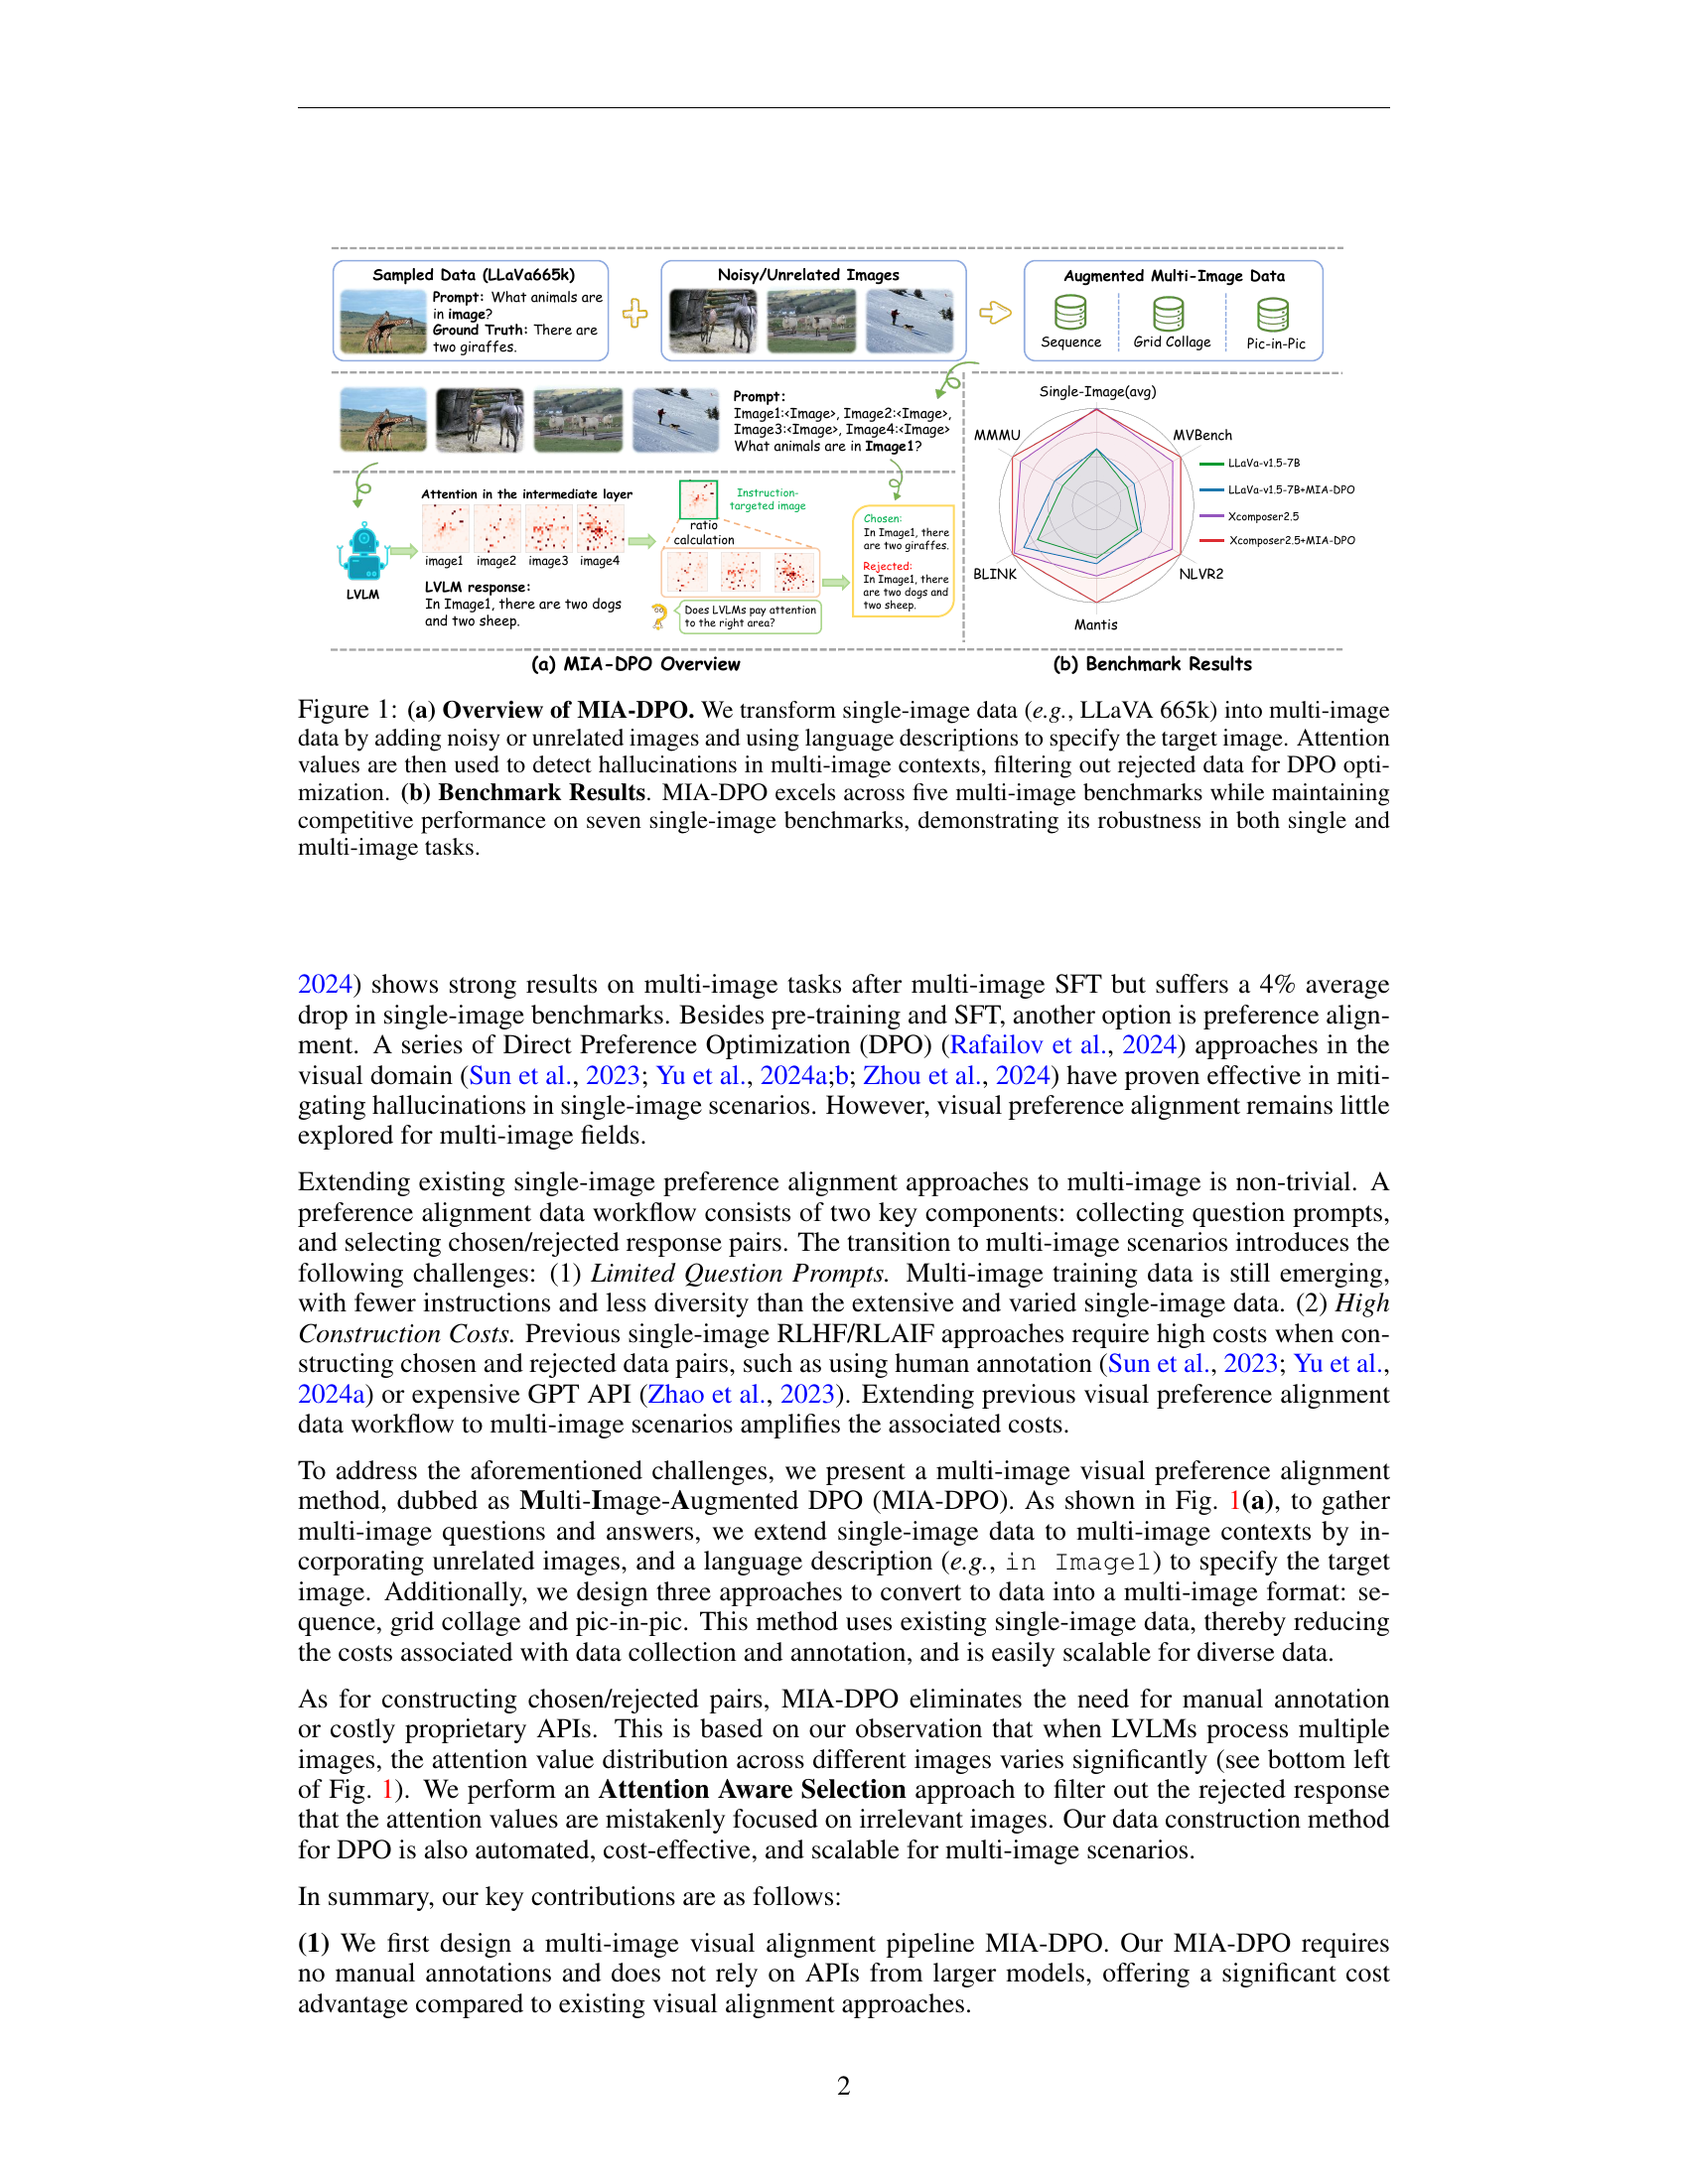 Sampled Data (LLaVa665k)
Prompt: What animals are
in image?
Ground Truth: There are
two giraffes.
Noisy/Unrelated Images
Augmented Multi-Image Data
Sequence
Grid Collage
Pic-in-Pic
Prompt:
Image1:<Image>, Image2:<Image>,
Image3:<Image>, Image4:<Image>
What animals are in Image1?
Attention in the intermediate layer
image1
image2
image3
image4
LVLM
LVLM response:
In Image1, there are two dogs
and two sheep.
Instruction-
targeted image
ratio
calculation
Does LVLMs pay attention
to the right area?
Chosen:
In Image1, there
are two giraffes.
Rejected:
In Image1, there
are two dogs and
two sheep.
(a) MIA-DPO Overview
Single-Image(avg)
MMMU
MVBench
BLINK
NLVR2
Mantis
LLaVa-v1.5-7B
LLaVa-v1.5-7B+MIA-DPO
Xcomposer2.5
Xcomposer2.5+MIA-DPO
(b) Benchmark Results
Figure 1: (a) Overview of MIA-DPO. We transform single-image data (e.g., LLaVA 665k) into multi-image
data by adding noisy or unrelated images and using language descriptions to specify the target image. Attention
values are then used to detect hallucinations in multi-image contexts, filtering out rejected data for DPO opti-
mization. (b) Benchmark Results. MIA-DPO excels across five multi-image benchmarks while maintaining
competitive performance on seven single-image benchmarks, demonstrating its robustness in both single and
multi-image tasks.
2024) shows strong results on multi-image tasks after multi-image SFT but suffers a 4% average
drop in single-image benchmarks. Besides pre-training and SFT, another option is preference align-
ment. A series of Direct Preference Optimization (DPO) (Rafailov et al., 2024) approaches in the
visual domain (Sun et al., 2023; Yu et al., 2024a;b; Zhou et al., 2024) have proven effective in miti-
gating hallucinations in single-image scenarios. However, visual preference alignment remains little
explored for multi-image fields.
Extending existing single-image preference alignment approaches to multi-image is non-trivial. A
preference alignment data workflow consists of two key components: collecting question prompts,
and selecting chosen/rejected response pairs. The transition to multi-image scenarios introduces the
following challenges: (1) Limited Question Prompts. Multi-image training data is still emerging,
with fewer instructions and less diversity than the extensive and varied single-image data. (2) High
Construction Costs. Previous single-image RLHF/RLAIF approaches require high costs when con-
structing chosen and rejected data pairs, such as using human annotation (Sun et al., 2023; Yu et al.,
2024a) or expensive GPT API (Zhao et al., 2023). Extending previous visual preference alignment
data workflow to multi-image scenarios amplifies the associated costs.
To address the aforementioned challenges, we present a multi-image visual preference alignment
method, dubbed as Multi-Image-Augmented DPO (MIA-DPO). As shown in Fig. 1(a), to gather
multi-image questions and answers, we extend single-image data to multi-image contexts by in-
corporating unrelated images, and a language description (e.g., in Image1) to specify the target
image. Additionally, we design three approaches to convert to data into a multi-image format: se-
quence, grid collage and pic-in-pic. This method uses existing single-image data, thereby reducing
the costs associated with data collection and annotation, and is easily scalable for diverse data.
As for constructing chosen/rejected pairs, MIA-DPO eliminates the need for manual annotation
or costly proprietary APIs. This is based on our observation that when LVLMs process multiple
images, the attention value distribution across different images varies significantly (see bottom left
of Fig. 1). We perform an Attention Aware Selection approach to filter out the rejected response
that the attention values are mistakenly focused on irrelevant images. Our data construction method
for DPO is also automated, cost-effective, and scalable for multi-image scenarios.
In summary, our key contributions are as follows:
(1) We first design a multi-image visual alignment pipeline MIA-DPO. Our MIA-DPO requires
no manual annotations and does not rely on APIs from larger models, offering a significant cost
advantage compared to existing visual alignment approaches.
2